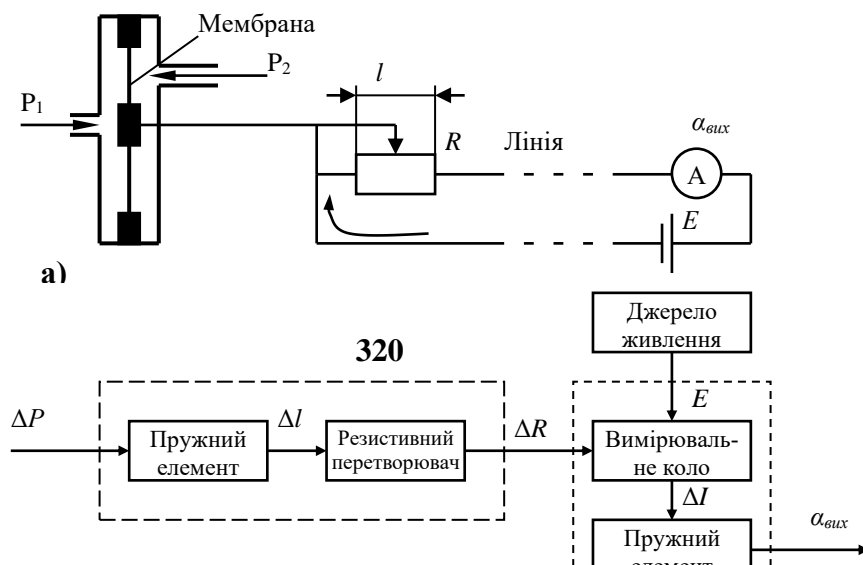 Мембрана
P2
P1
l
R
Лінія
αвих
A
E
а)
Джерело
живлення
320
E
ΔP
Пружний
елемент
Δl
Резистивний
перетворювач
ΔR
Вимірюваль-
не коло
ΔI
Пружний
елемент
αвих